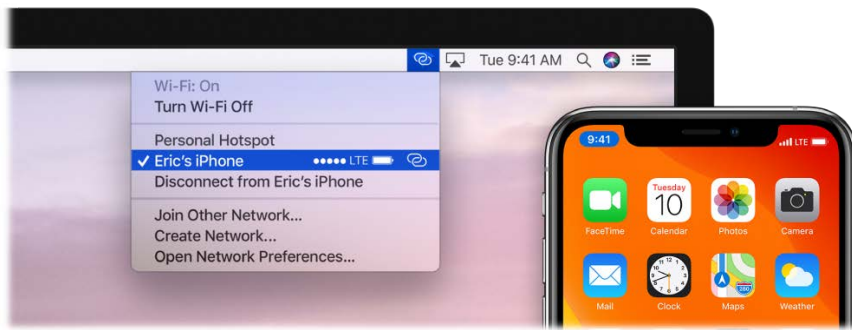 Tue 9:41 AM
Wi-Fi: On
Turn Wi-Fi Off
Personal Hotspot
✓ Eric's iPhone LTE
Disconnect from Eric's iPhone
Join Other Network...
Create Network...
Open Network Preferences...
9:41 LTE
Tuesday
10
FaceTime Calendar Photos Camera
280
Mail Clock Maps Weather